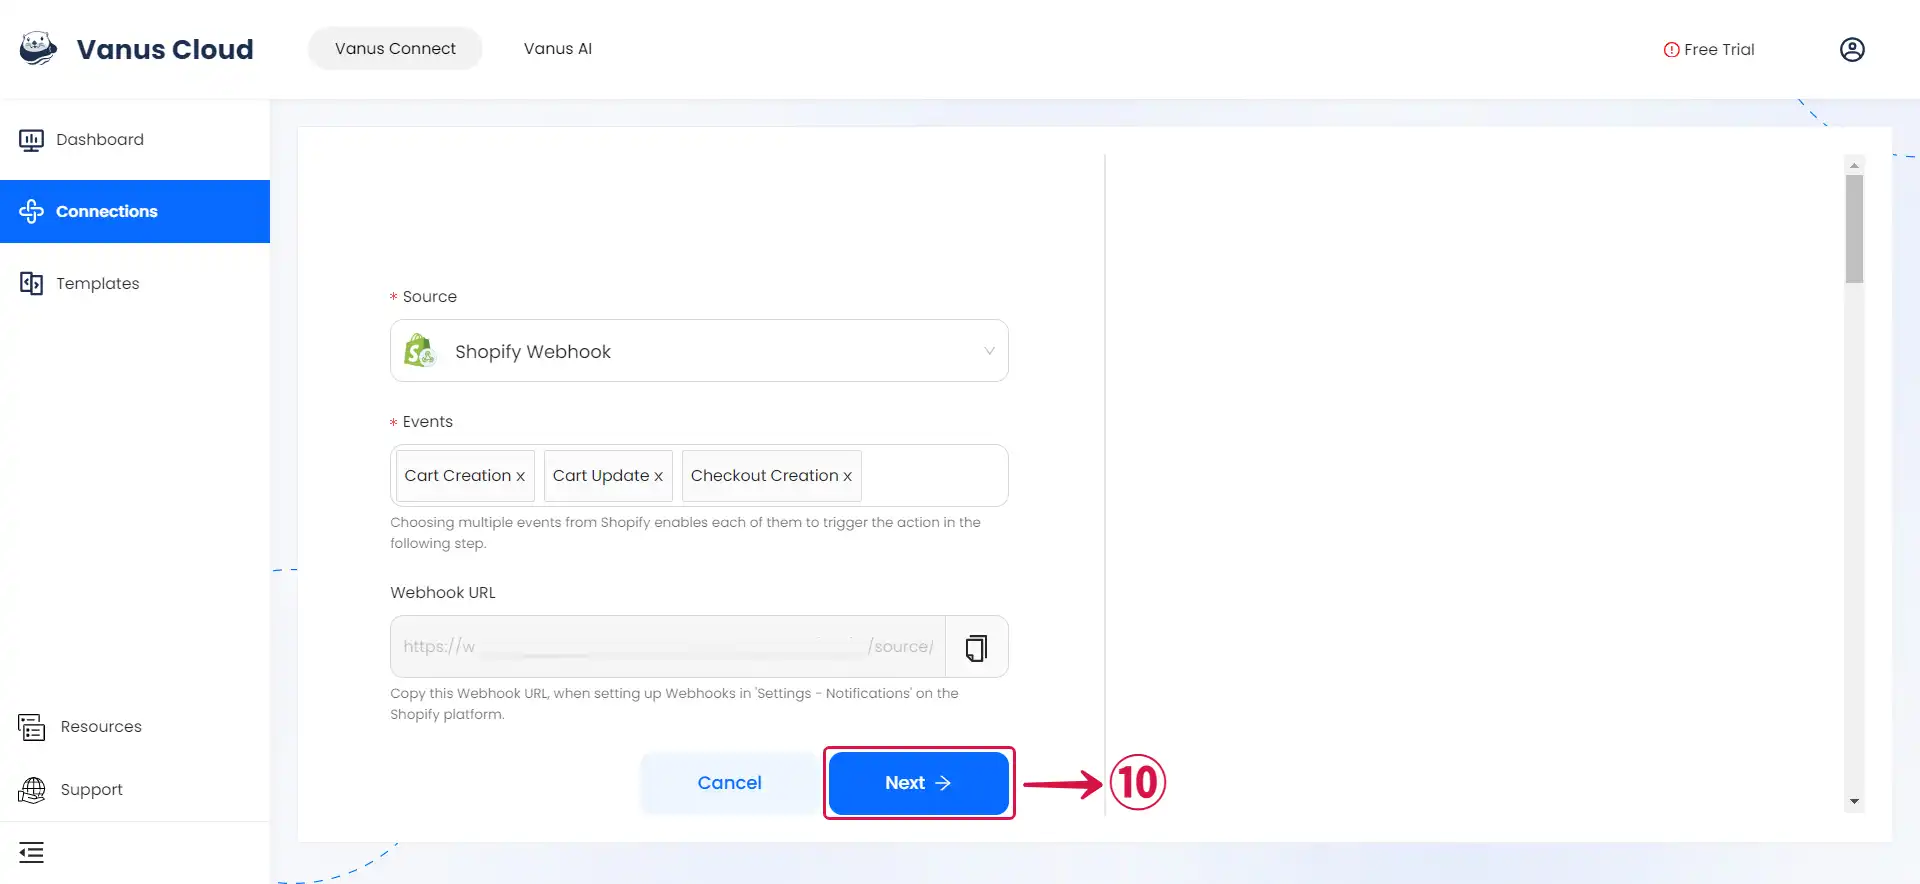 Vanus Cloud
Vanus Connect
Vanus AI
Free Trial
Dashboard
Connections
Templates
Resources
Support
* Source
Shopify Webhook
* Events
Cart Creation x
Cart Update x
Checkout Creation x
Choosing multiple events from Shopify enables each of them to trigger the action in the
following step.
Webhook URL
https://w /source/
Copy this Webhook URL, when setting up Webhooks in 'Settings - Notifications' on the
Shopify platform.
Cancel
Next →
10